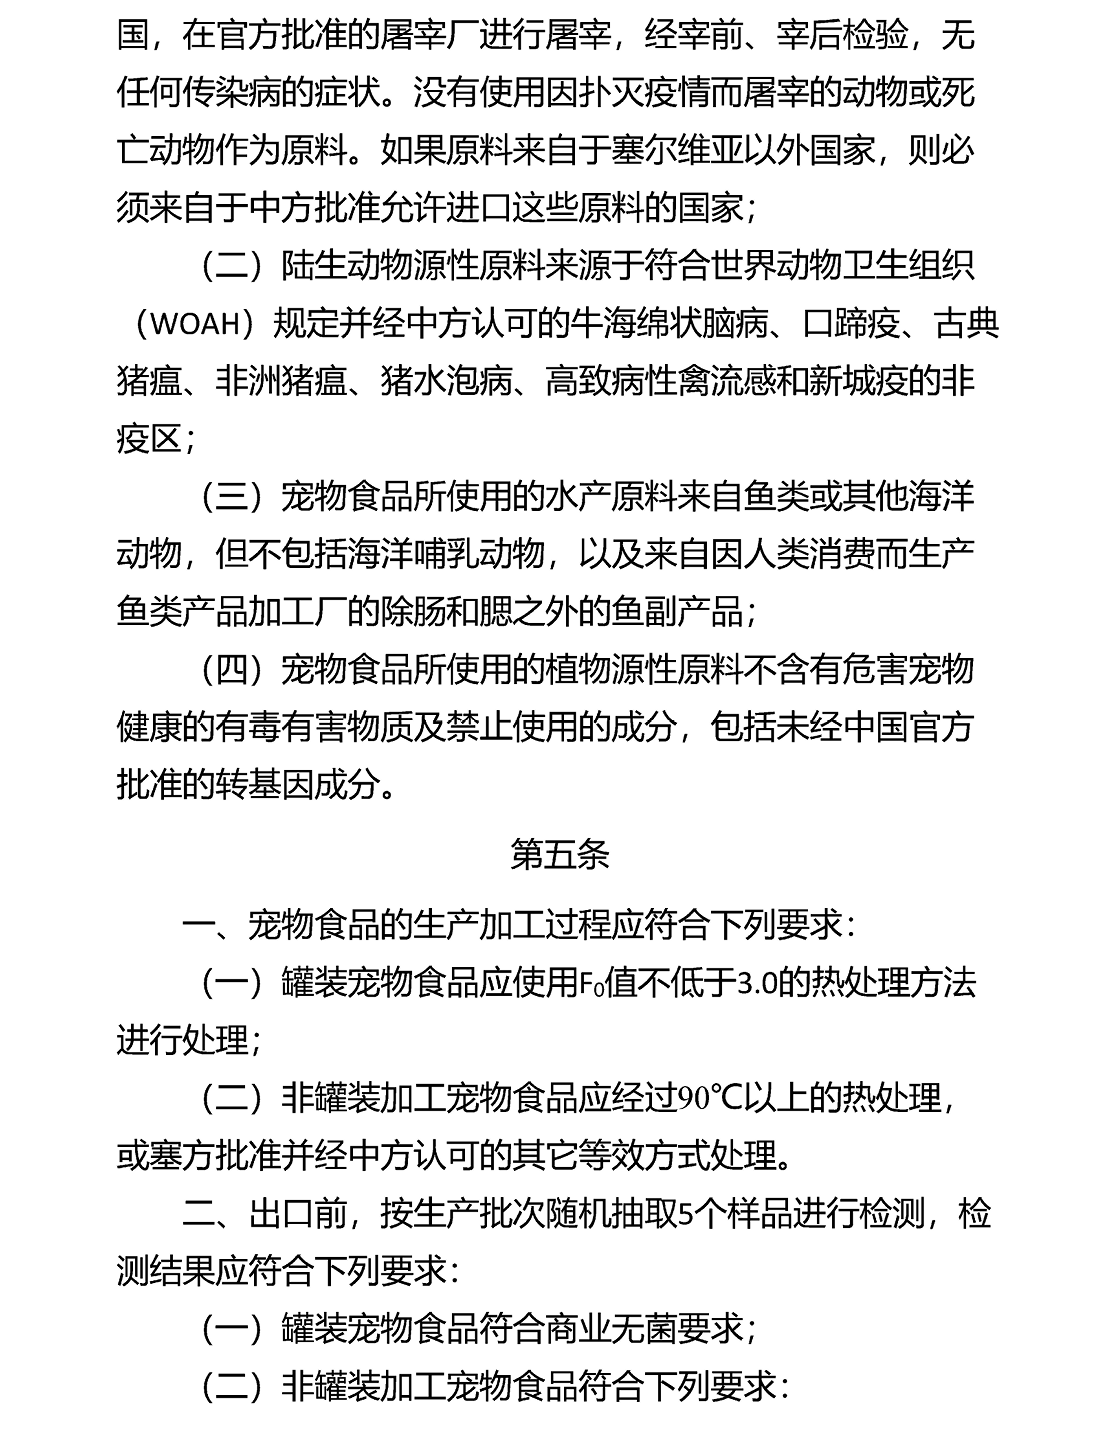 国，在官方批准的屠宰厂进行屠宰，经宰前、宰后检验，无
任何传染病的症状。没有使用因扑灭疫情而屠宰的动物或死
亡动物作为原料。如果原料来自于塞尔维亚以外国家，则必
须来自于中方批准允许进口这些原料的国家；
（二）陆生动物源性原料来源于符合世界动物卫生组织
（WOAH）规定并经中方认可的牛海绵状脑病、口蹄疫、古典
猪瘟、非洲猪瘟、猪水泡病、高致病性禽流感和新城疫的非
疫区；
（三）宠物食品所使用的水产原料来自鱼类或其他海洋
动物，但不包括海洋哺乳动物，以及来自因人类消费而生产
鱼类产品加工厂的除肠和腮之外的鱼副产品；
（四）宠物食品所使用的植物源性原料不含有危害宠物
健康的有毒有害物质及禁止使用的成分，包括未经中国官方
批准的转基因成分。
第五条
一、宠物食品的生产加工过程应符合下列要求：
（一）罐装宠物食品应使用F₀值不低于3.0的热处理方法
进行处理；
（二）非罐装加工宠物食品应经过90℃以上的热处理，
或塞方批准并经中方认可的其它等效方式处理。
二、出口前，按生产批次随机抽取5个样品进行检测，检
测结果应符合下列要求：
（一）罐装宠物食品符合商业无菌要求；
（二）非罐装加工宠物食品符合下列要求：